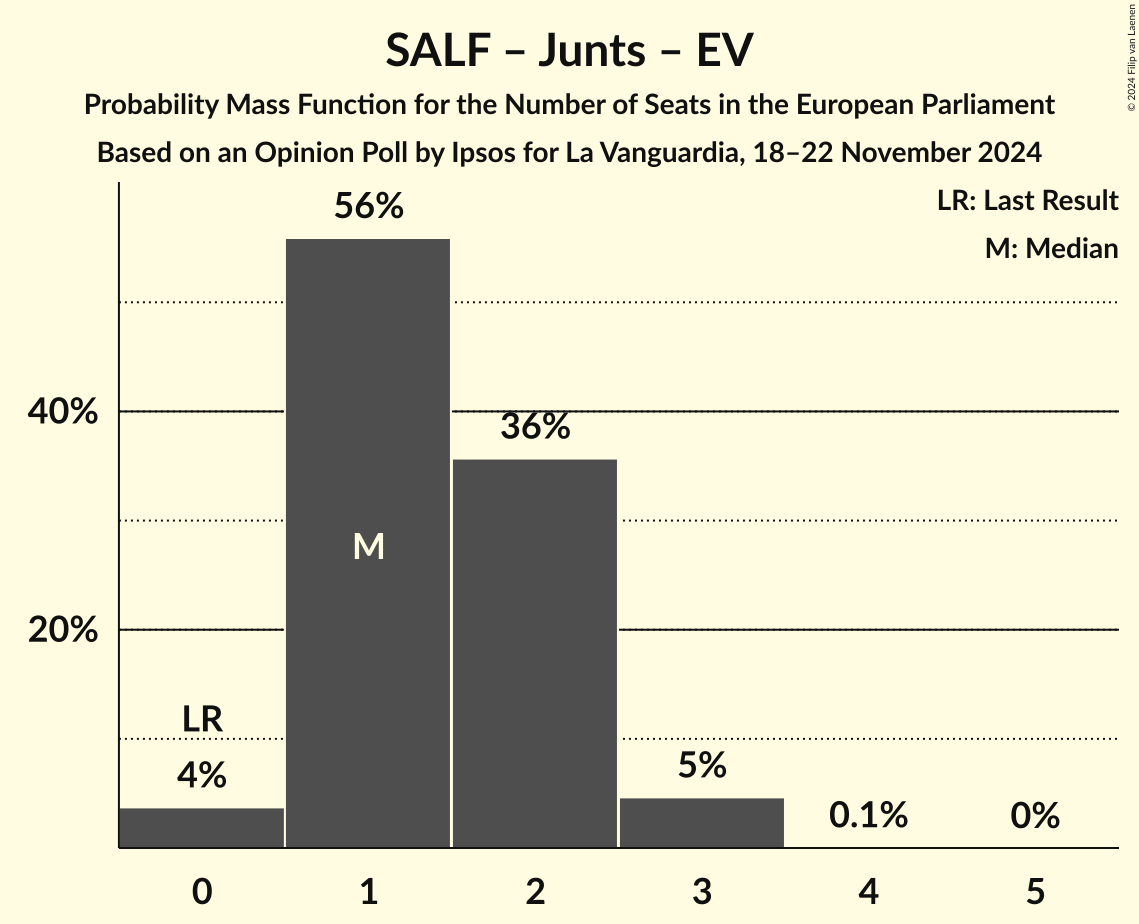 SALF – Junts – EV
Probability Mass Function for the Number of Seats in the European Parliament
Based on an Opinion Poll by Ipsos for La Vanguardia, 18–22 November 2024
© 2024 Filip van Laenen
LR: Last Result
M: Median
56%
40%
36%
M
20%
LR
4%
5%
0.1%
0%
0 1 2 3 4 5